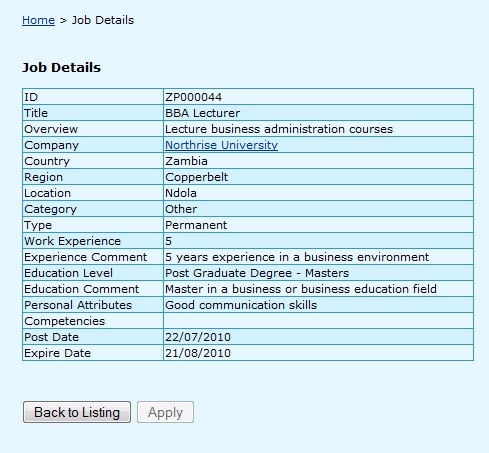 Home > Job Details
Job Details
ID ZP000044
Title BBA Lecturer
Overview Lecture business administration courses
Company Northrise University
Country Zambia
Region Copperbelt
Location Ndola
Category Other
Type Permanent
Work Experience 5
Experience Comment 5 years experience in a business environment
Education Level Post Graduate Degree - Masters
Education Comment Master in a business or business education field
Personal Attributes Good communication skills
Competencies
Post Date 22/07/2010
Expire Date 21/08/2010
Back to Listing Apply